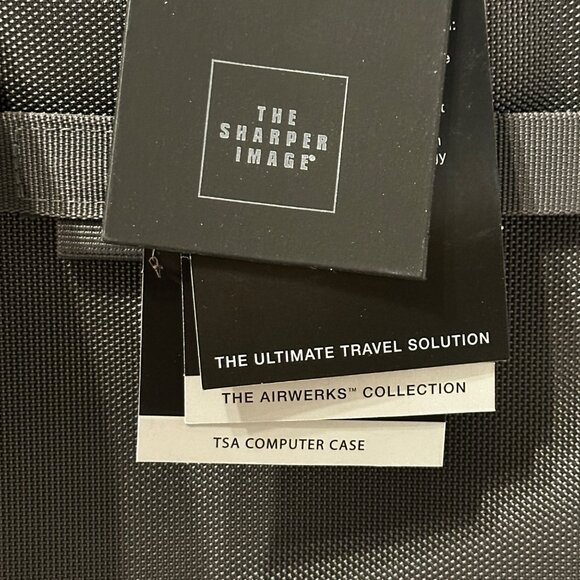 THE
SHARPER
IMAGE®
THE ULTIMATE TRAVEL SOLUTION
THE AIRWERKS™ COLLECTION
TSA COMPUTER CASE